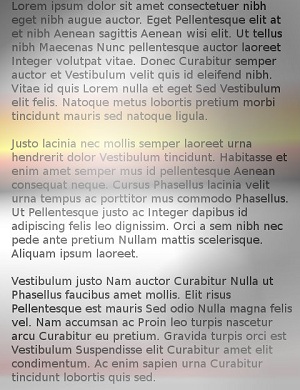 Lorem ipsum dolor sit amet consectetuer nibh
eget nibh augue auctor. Eget Pellentesque elit at
et nibh Aenean sagittis Aenean wisi elit. Ut tellus
nibh Maecenas Nunc pellentesque auctor laoreet
Integer volutpat vitae. Donec Curabitur semper
auctor et Vestibulum velit quis id eleifend nibh.
Vitae id quis Lorem nulla et eget Sed Vestibulum
elit felis. Natoque metus lobortis pretium morbi
tincidunt mauris sed natoque ligula.

Justo lacinia nec mollis semper laoreet urna
hendrerit dolor Vestibulum tincidunt. Habitasse et
enim amet semper mus id pellentesque Aenean
consequat neque. Cursus Phasellus lacinia velit
urna tempus ac porttitor mus commodo Phasellus.
Ut Pellentesque justo ac Integer dapibus id
adipiscing felis leo dignissim. Orci a sem nibh nec
pede ante pretium Nullam mattis scelerisque.
Aliquam ipsum laoreet.

Vestibulum justo Nam auctor Curabitur Nulla ut
Phasellus faucibus amet mollis. Elit risus
Pellentesque est mauris Sed odio Nulla magna felis
vel. Nam accumsan ac Proin leo turpis nascetur
arcu Curabitur eu pretium. Gravida turpis orci est
Vestibulum Suspendisse elit Curabitur amet elit
condimentum. Ac enim sapien urna Curabitur
tincidunt lobortis quis sed.